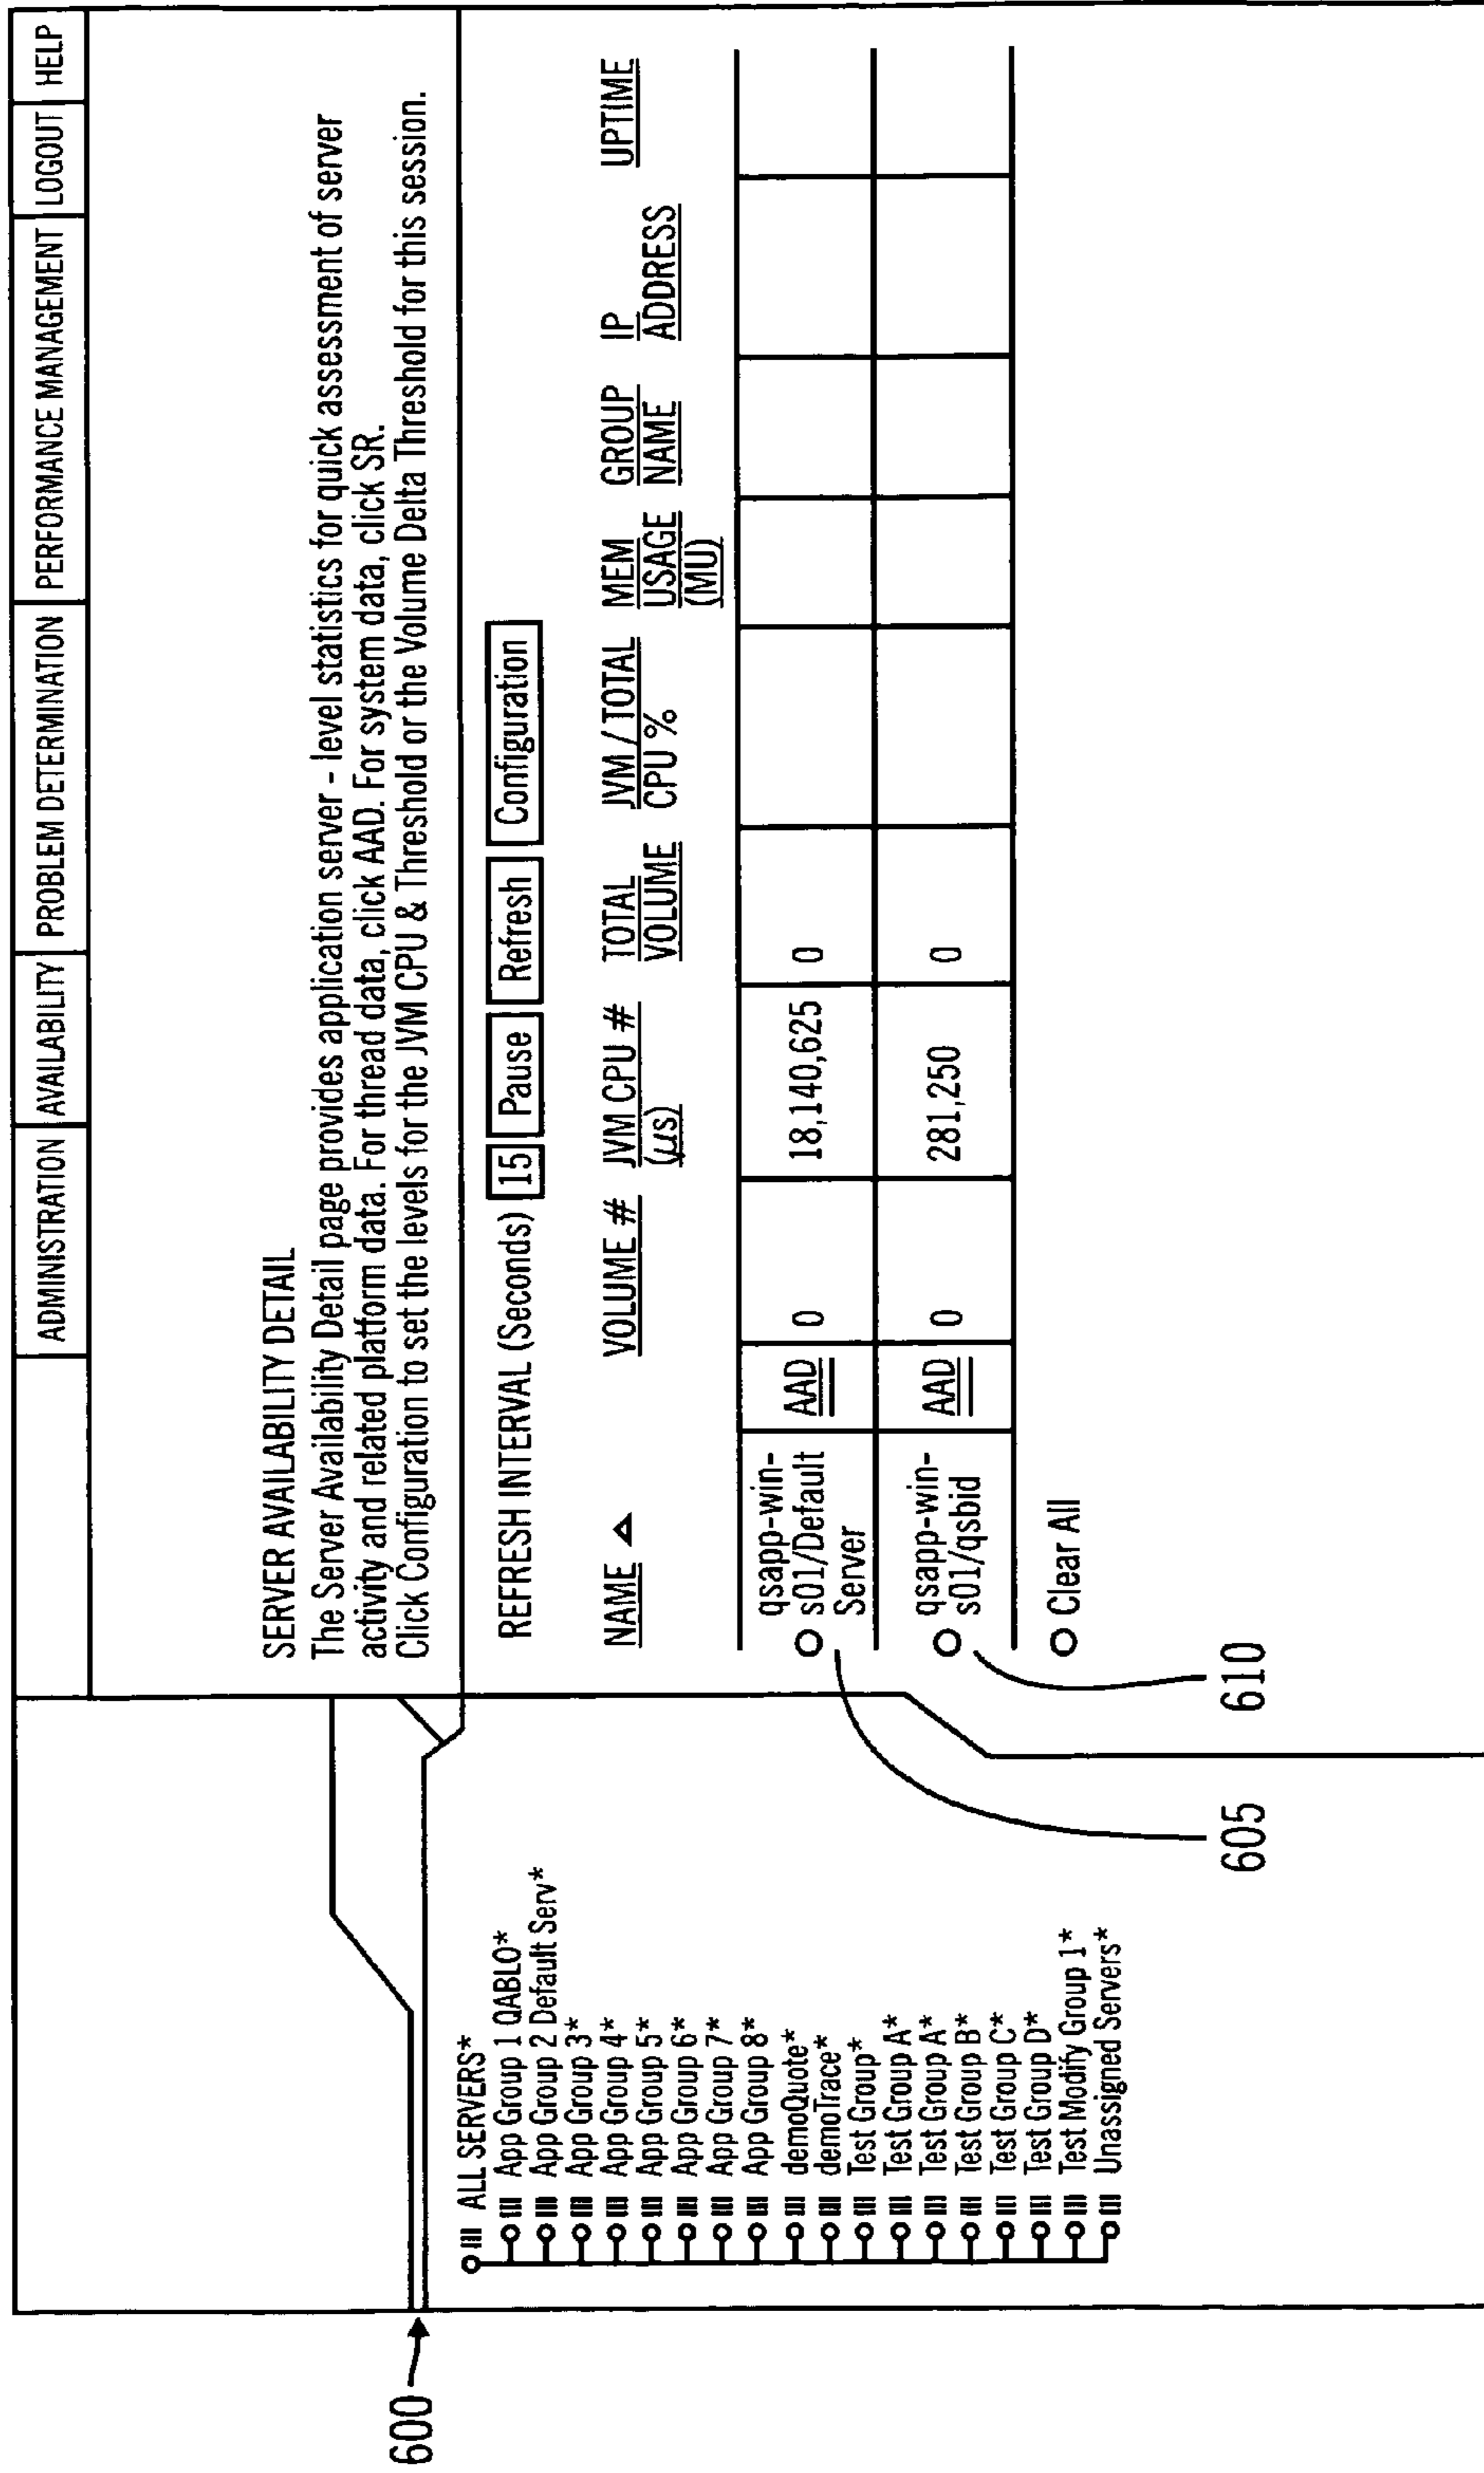 ADMINISTRATION AVAILABILITY PROBLEM DETERMINATION PERFORMANCE MANAGEMENT LOGOUT HELP
SERVER AVAILABILITY DETAIL
The Server Availability Detail page provides application server - level statistics for quick assessment of server
activity and related platform data. For thread data, click AAD. For system data, click SR.
Click Configuration to set the levels for the JVM CPU & Threshold or the Volume Delta Threshold for this session.
600
ALL SERVERS*
App Group 1 QABLO*
App Group 2 Default Serv*
App Group 3*
App Group 4*
App Group 5*
App Group 6*
App Group 7*
App Group 8*
demoQuote*
demoTrace*
Test Group*
Test Group A*
Test Group A*
Test Group B*
Test Group C*
Test Group D*
Test Modify Group 1*
Unassigned Servers*
REFRESH INTERVAL (Seconds) 15 Pause Refresh Configuration
NAME VOLUME # JVM CPU # TOTAL JVM / TOTAL MEM GROUP IP UPTIME
(µs) VOLUME CPU % USAGE NAME ADDRESS
(MU)
qsapp-win-
s01/Default AAD 0 18,140,625 0
Server
qsapp-win- AAD 0 281,250 0
s01/qsbid
Clear All
605 610